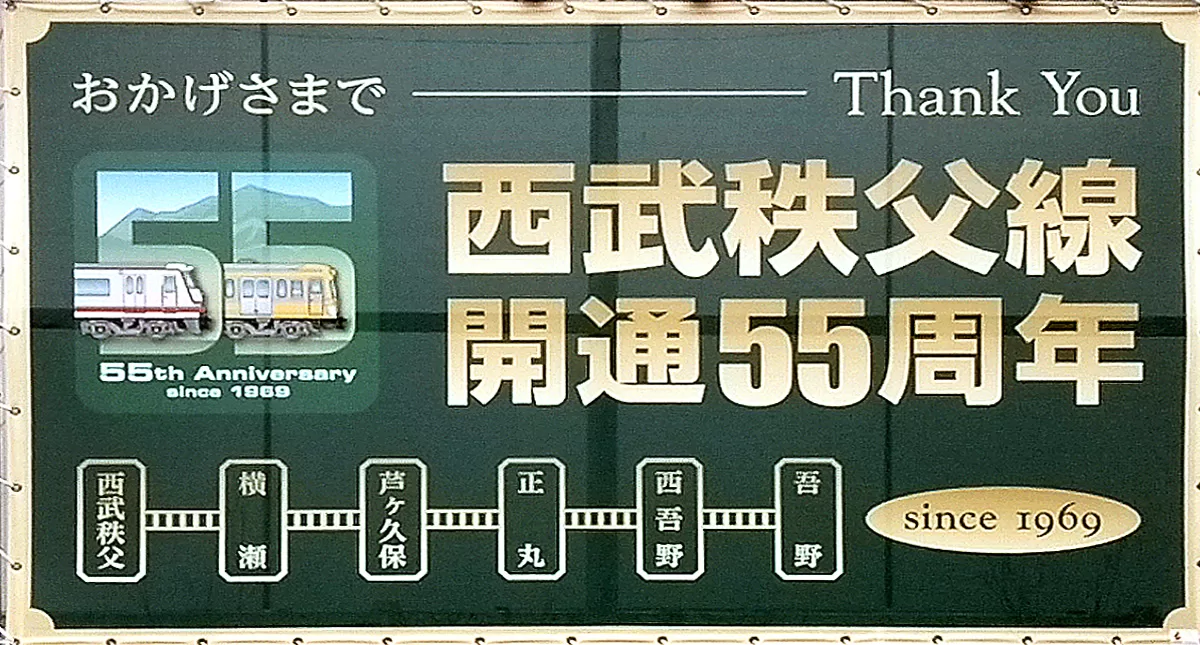 おかげさまで
Thank You
西武秩父線
開通55周年
55
55th Anniversary
since 1969
西武秩父
横瀬
芦ヶ久保
正丸
西吾野
吾野
since 1969